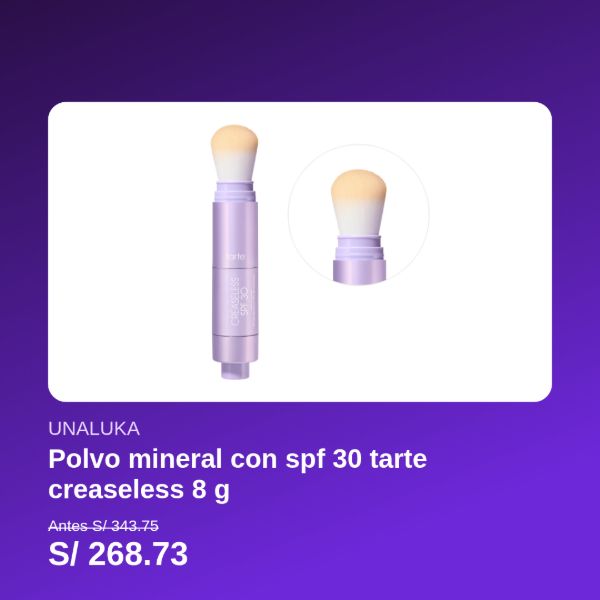 tarte
CREASELESS
SPF 30
UNALUKA
Polvo mineral con spf 30 tarte
creaseless 8 g
Antes S/ 343.75
S/ 268.73